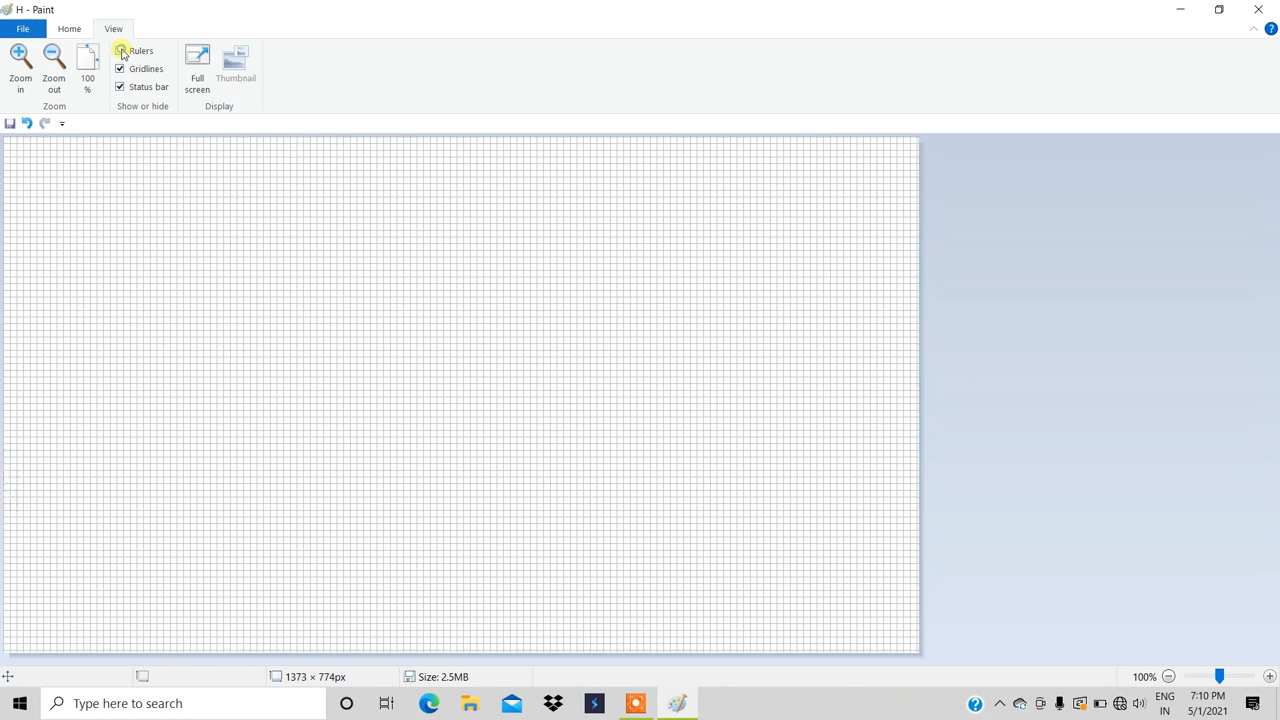 H - Paint
File Home View
Rulers
Gridlines
Status bar
Zoom in
Zoom out
100 %
Full screen
Thumbnail
Zoom
Show or hide
Display
1373 × 774px
Size: 2.5MB
100%
Type here to search
ENG
IN
7:10 PM
5/1/2021